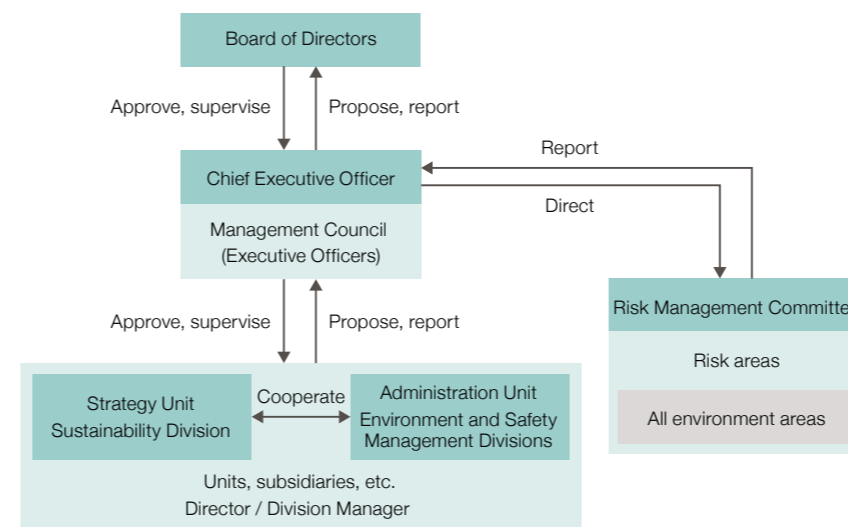 Board of Directors
Approve, supervise
Propose, report
Report
Chief Executive Officer
Direct
Management Council
(Executive Officers)
Risk Management Committe
Approve, supervise
Propose, report
Risk areas
Strategy Unit
Sustainability Division
Cooperate
Administration Unit
Environment and Safety
Management Divisions
All environment areas
Units, subsidiaries, etc.
Director / Division Manager